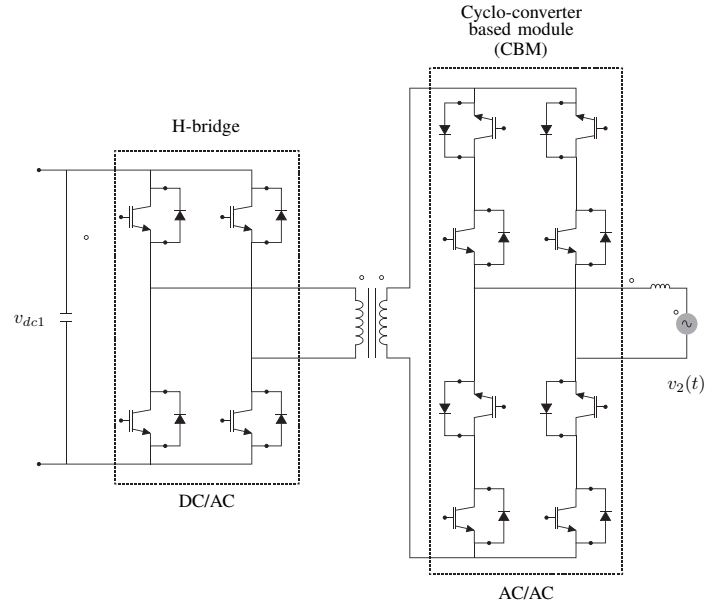 Cyclo-converter
based module
(CBM)
H-bridge
v_{dc1}
v_2(t)
DC/AC
AC/AC